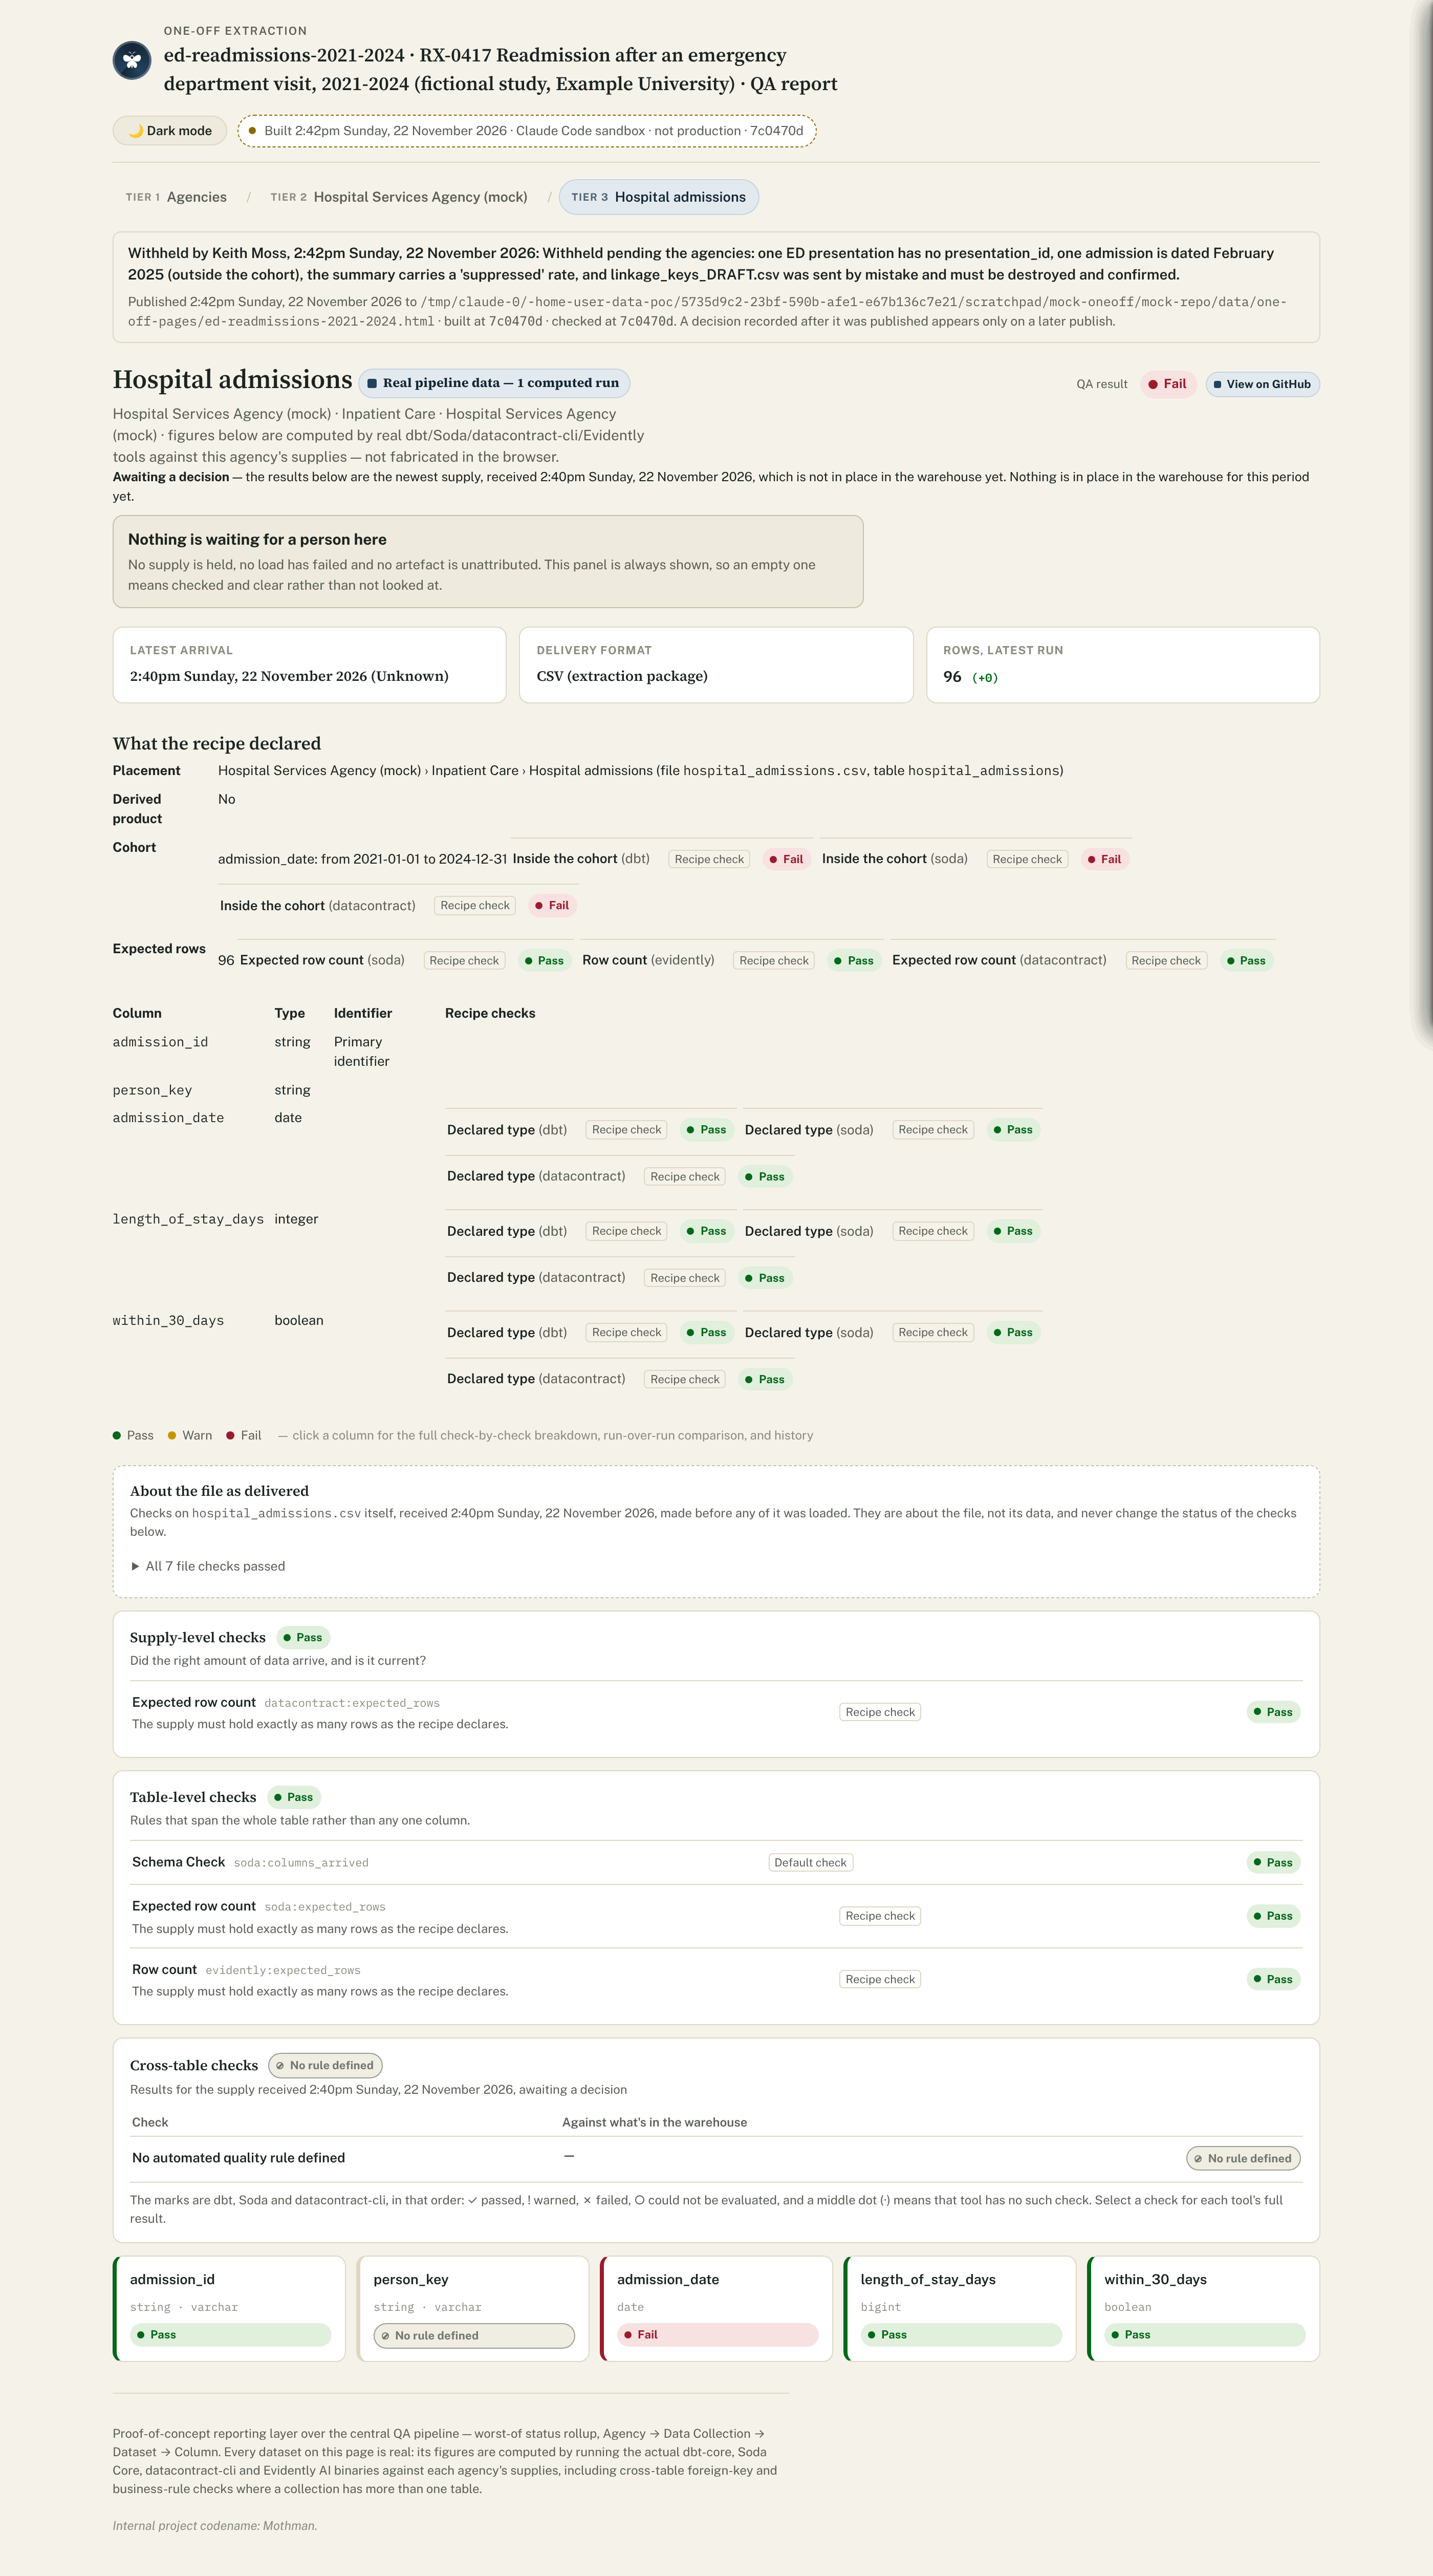 ONE-OFF EXTRACTION
ed-readmissions-2021-2024 · RX-0417 Readmission after an emergency
department visit, 2021-2024 (fictional study, Example University) · QA report
🌙 Dark mode
Built 2:42pm Sunday, 22 November 2026 · Claude Code sandbox · not production · 7c0470d
TIER 1 Agencies / TIER 2 Hospital Services Agency (mock) / TIER 3 Hospital admissions
Withheld by Keith Moss, 2:42pm Sunday, 22 November 2026: Withheld pending the agencies: one ED presentation has no presentation_id, one admission is dated February
2025 (outside the cohort), the summary carries a 'suppressed' rate, and linkage_keys_DRAFT.csv was sent by mistake and must be destroyed and confirmed.
Published 2:42pm Sunday, 22 November 2026 to /tmp/claude-0/-home-user-data-poc/5735d9c2-23bf-590b-afe1-e67b136c7e21/scratchpad/mock-oneoff/mock-repo/data/one-
off-pages/ed-readmissions-2021-2024.html · built at 7c0470d · checked at 7c0470d. A decision recorded after it was published appears only on a later publish.
Hospital admissions Real pipeline data — 1 computed run
QA result Fail View on GitHub
Hospital Services Agency (mock) · Inpatient Care · Hospital Services Agency
(mock) · figures below are computed by real dbt/Soda/datacontract-cli/Evidently
tools against this agency's supplies — not fabricated in the browser.
Awaiting a decision — the results below are the newest supply, received 2:40pm Sunday, 22 November 2026, which is not in place in the warehouse yet. Nothing is in place in the warehouse for this period
yet.
Nothing is waiting for a person here
No supply is held, no load has failed and no artefact is unattributed. This panel is always shown, so an empty one
means checked and clear rather than not looked at.
LATEST ARRIVAL
2:40pm Sunday, 22 November 2026 (Unknown)
DELIVERY FORMAT
CSV (extraction package)
ROWS, LATEST RUN
96 (+0)
What the recipe declared
Placement Hospital Services Agency (mock) › Inpatient Care › Hospital admissions (file hospital_admissions.csv, table hospital_admissions)
Derived
product
No
Cohort
admission_date: from 2021-01-01 to 2024-12-31 Inside the cohort (dbt) Recipe check Fail Inside the cohort (soda) Recipe check Fail
Inside the cohort (datacontract) Recipe check Fail
Expected rows
96 Expected row count (soda) Recipe check Pass Row count (evidently) Recipe check Pass Expected row count (datacontract) Recipe check Pass
Column Type Identifier Recipe checks
admission_id string Primary
identifier
person_key string
admission_date date
Declared type (dbt) Recipe check Pass Declared type (soda) Recipe check Pass
Declared type (datacontract) Recipe check Pass
length_of_stay_days integer
Declared type (dbt) Recipe check Pass Declared type (soda) Recipe check Pass
Declared type (datacontract) Recipe check Pass
within_30_days boolean
Declared type (dbt) Recipe check Pass Declared type (soda) Recipe check Pass
Declared type (datacontract) Recipe check Pass
Pass Warn Fail — click a column for the full check-by-check breakdown, run-over-run comparison, and history
About the file as delivered
Checks on hospital_admissions.csv itself, received 2:40pm Sunday, 22 November 2026, made before any of it was loaded. They are about the file, not its data, and never change the status of the checks
below.
▶ All 7 file checks passed
Supply-level checks Pass
Did the right amount of data arrive, and is it current?
Expected row count datacontract:expected_rows
The supply must hold exactly as many rows as the recipe declares.
Recipe check Pass
Table-level checks Pass
Rules that span the whole table rather than any one column.
Schema Check soda:columns_arrived Default check Pass
Expected row count soda:expected_rows
The supply must hold exactly as many rows as the recipe declares.
Recipe check Pass
Row count evidently:expected_rows
The supply must hold exactly as many rows as the recipe declares.
Recipe check Pass
Cross-table checks ⊘ No rule defined
Results for the supply received 2:40pm Sunday, 22 November 2026, awaiting a decision
Check Against what's in the warehouse
No automated quality rule defined — ⊘ No rule defined
The marks are dbt, Soda and datacontract-cli, in that order: ✓ passed, ! warned, ✗ failed, ○ could not be evaluated, and a middle dot (·) means that tool has no such check. Select a check for each tool's full
result.
admission_id
string · varchar
Pass
person_key
string · varchar
⊘ No rule defined
admission_date
date
Fail
length_of_stay_days
bigint
Pass
within_30_days
boolean
Pass
Proof-of-concept reporting layer over the central QA pipeline — worst-of status rollup, Agency → Data Collection →
Dataset → Column. Every dataset on this page is real: its figures are computed by running the actual dbt-core, Soda
Core, datacontract-cli and Evidently AI binaries against each agency's supplies, including cross-table foreign-key and
business-rule checks where a collection has more than one table.
Internal project codename: Mothman.